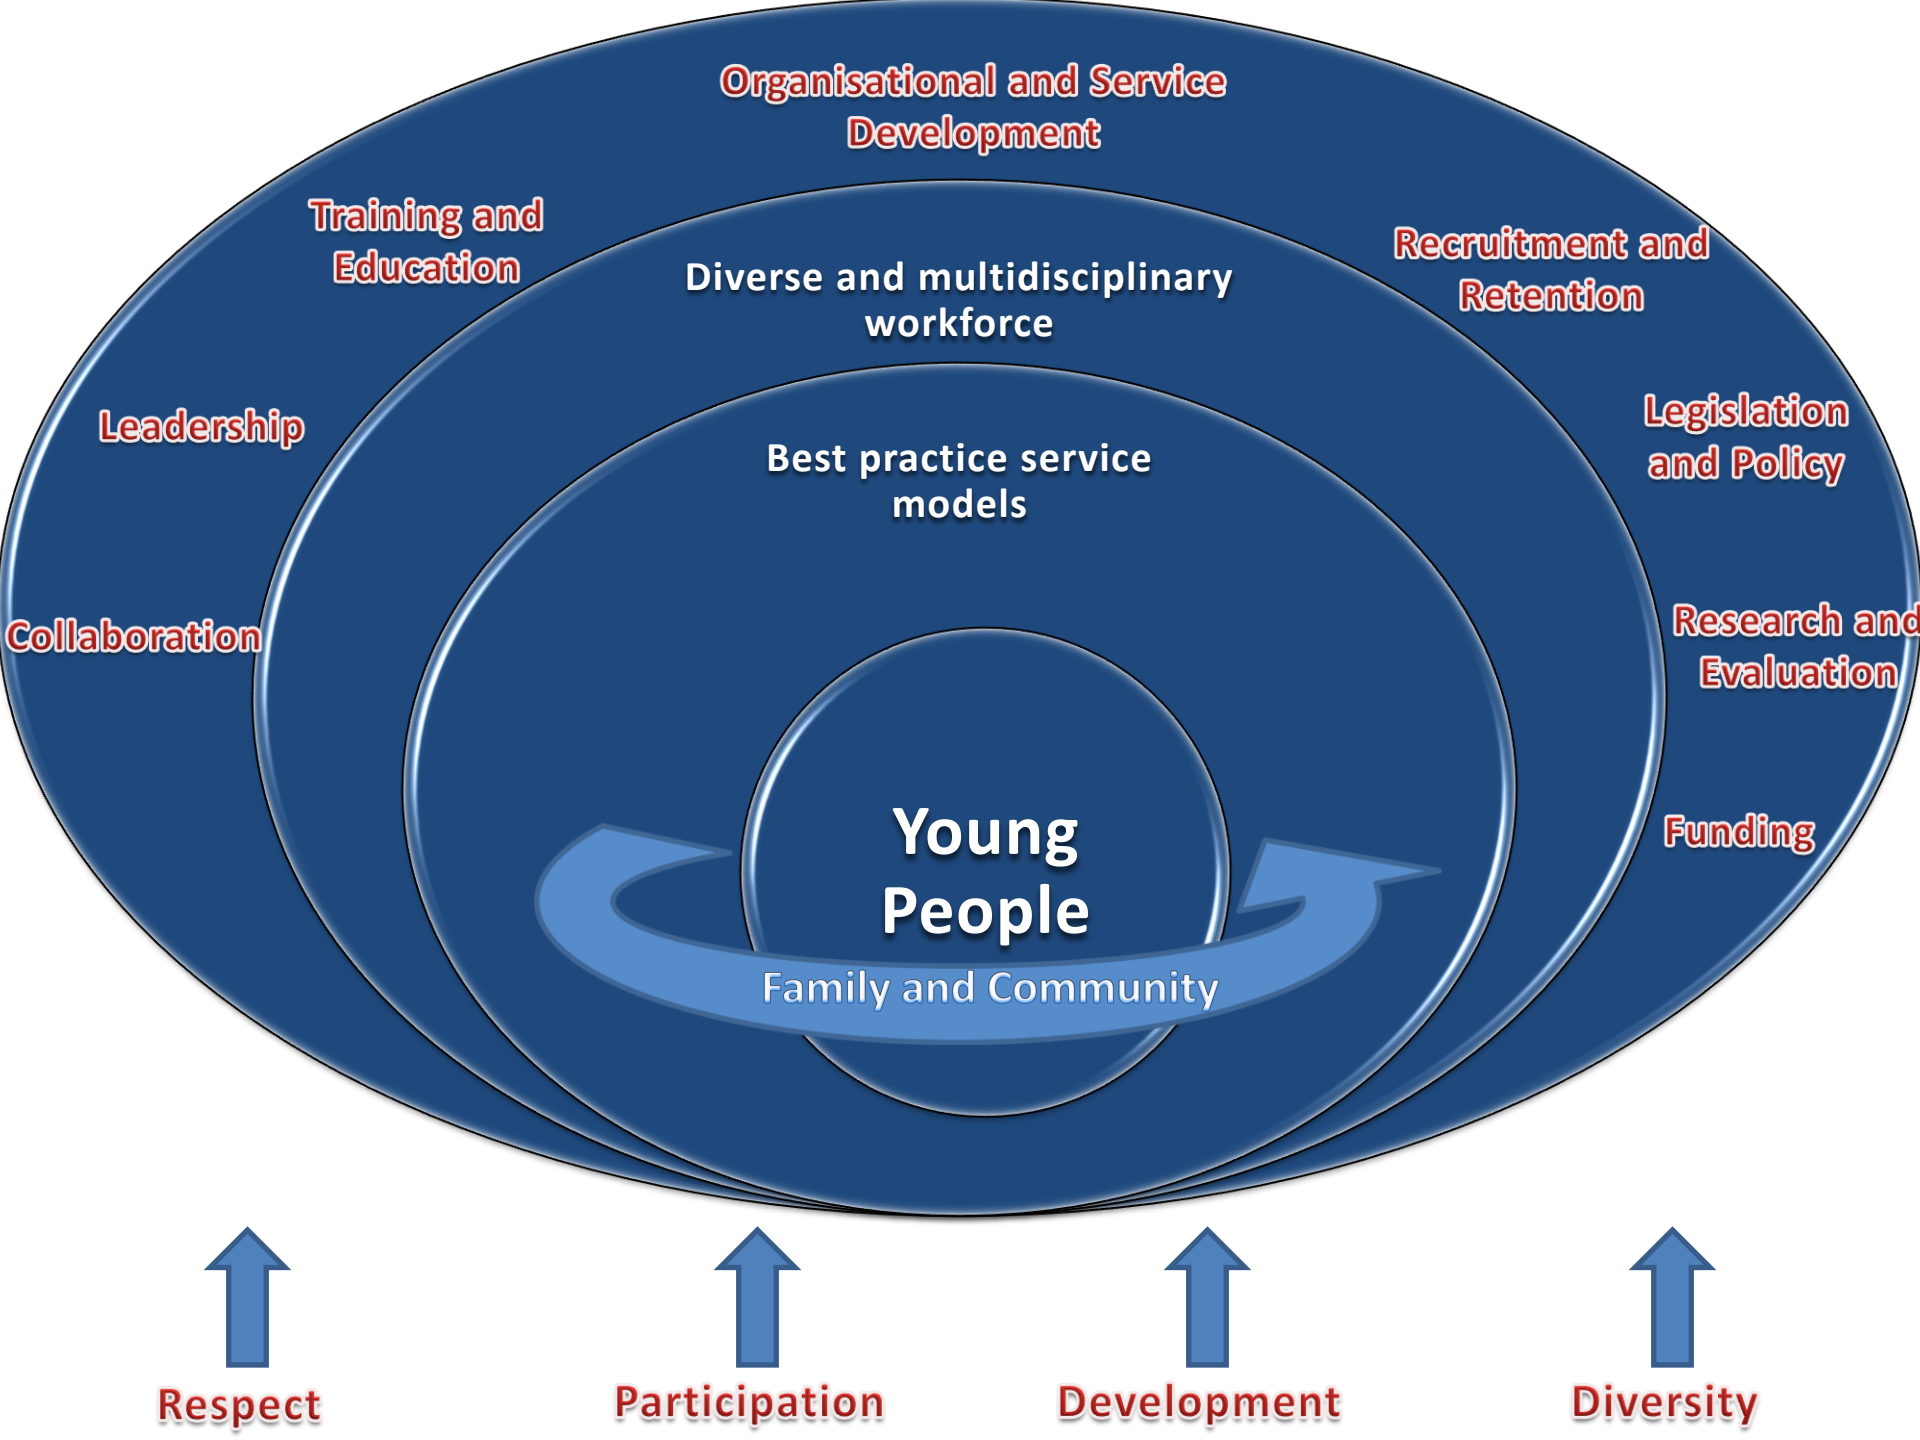 Organisational and Service
Development
Training and
Education
Recruitment and
Retention
Diverse and multidisciplinary
workforce
Leadership
Legislation
and Policy
Best practice service
models
Collaboration
Research and
Evaluation
Funding
Young
People
Family and Community
Respect
Participation
Development
Diversity